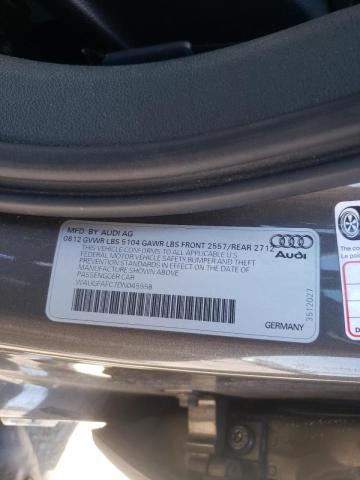 MFD. BY AUDI AG
0812 GVWR LBS 5104 GAWR LBS FRONT 2557/REAR 2712
THIS VEHICLE CONFORMS TO ALL APPLICABLE U.S.
FEDERAL MOTOR VEHICLE SAFETY,BUMPER AND THEFT
PREVENTION STANDARDS IN EFFECT ON THE DATE OF
MANUFACTURE SHOWN ABOVE.
PASSENGER CAR
WAUGFAFC7DN045558
Audi
GERMANY
3512027